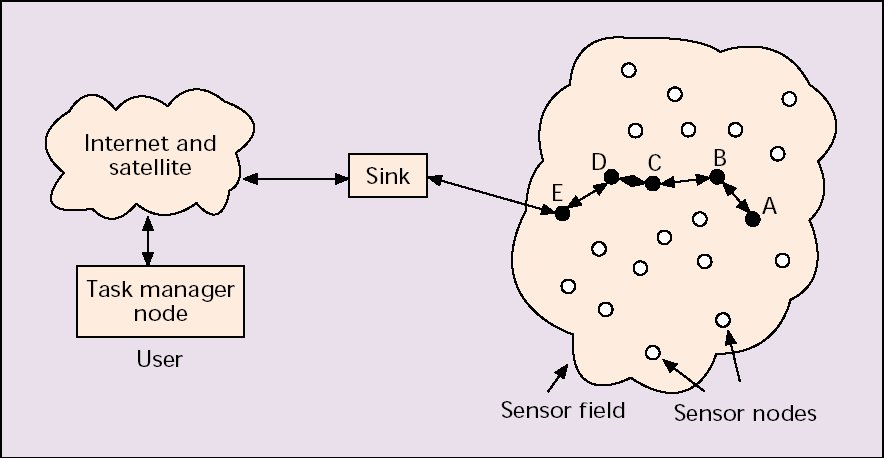 Internet and
satellite
Sink
Task manager
node
User
D
C
B
E
A
Sensor field
Sensor nodes